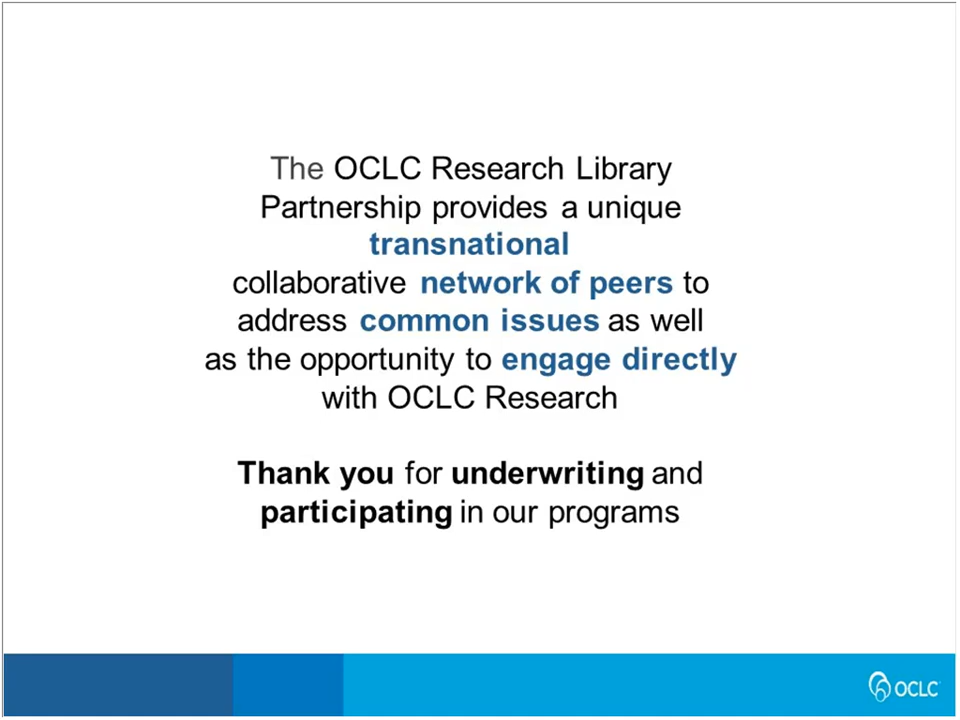 The OCLC Research Library
Partnership provides a unique
transnational
collaborative network of peers to
address common issues as well
as the opportunity to engage directly
with OCLC Research
Thank you for underwriting and
participating in our programs
OCLC